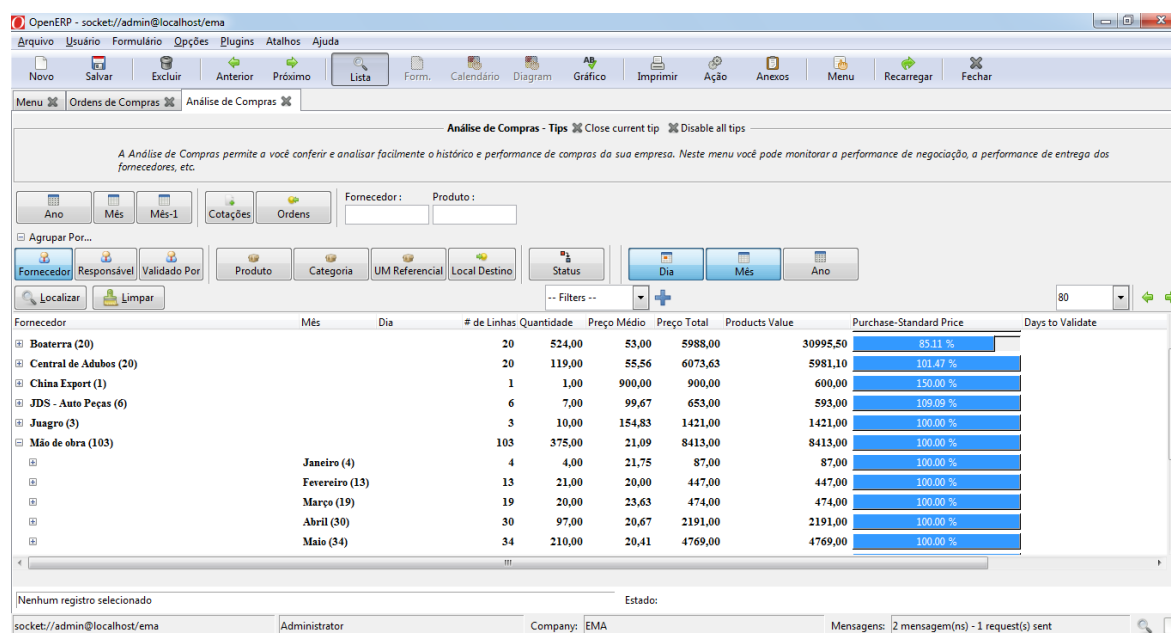 OpenERP - socket://admin@localhost/ema
Arquivo Usuário Formulário Opções Plugins Atalhos Ajuda
Novo Salvar Excluir Anterior Próximo Lista Form. Calendário Diagram Gráfico Imprimir Ação Anexos Menu Recarregar Fechar
Menu Ordens de Compras Análise de Compras
Análise de Compras - Tips Close current tip Disable all tips
A Análise de Compras permite a você conferir e analisar facilmente o histórico e performance de compras da sua empresa. Neste menu você pode monitorar a performance de negociação, a performance de entrega dos
fornecedores, etc.
Fornecedor : Produto :
Ano Mês Mês-1 Cotações Ordens
Agrupar Por...
Fornecedor Responsável Validado Por Produto Categoria UM Referencial Local Destino Status Dia Mês Ano
Localizar Limpar -- Filters -- 80
Fornecedor Mês Dia # de Linhas Quantidade Preço Médio Preço Total Products Value Purchase-Standard Price Days to Validate
Boaterra (20) 20 524,00 53,00 5988,00 30995,50 85.11 %
Central de Adubos (20) 20 119,00 55,56 6073,63 5981,10 101.47 %
China Export (1) 1 1,00 900,00 900,00 600,00 150.00 %
JDS - Auto Peças (6) 6 7,00 99,67 653,00 593,00 109.09 %
Juagro (3) 3 10,00 154,83 1421,00 1421,00 100.00 %
Mão de obra (103) 103 375,00 21,09 8413,00 8413,00 100.00 %
Janeiro (4) 4 4,00 21,75 87,00 87,00 100.00 %
Fevereiro (13) 13 21,00 20,00 447,00 447,00 100.00 %
Março (19) 19 20,00 23,63 474,00 474,00 100.00 %
Abril (30) 30 97,00 20,67 2191,00 2191,00 100.00 %
Maio (34) 34 210,00 20,41 4769,00 4769,00 100.00 %
Nenhum registro selecionado Estado:
socket://admin@localhost/ema Administrator Company: EMA Mensagens: 2 mensagem(ns) - 1 request(s) sent